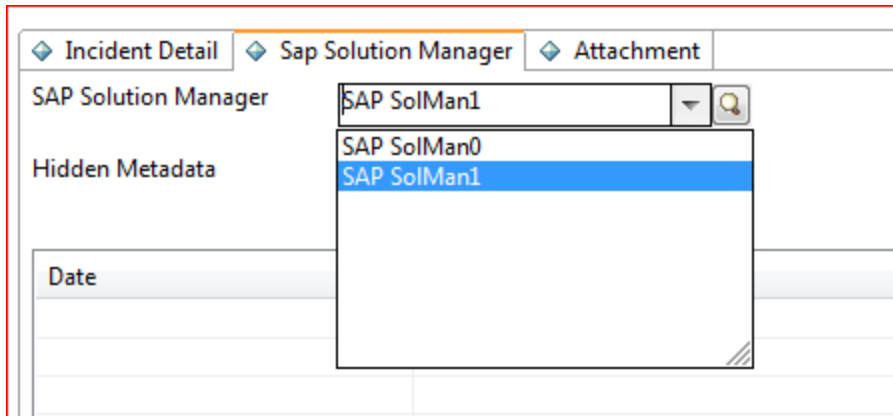 Incident Detail Sap Solution Manager Attachment
SAP Solution Manager SAP SolMan1
SAP SolMan0
Hidden Metadata SAP SolMan1
Date